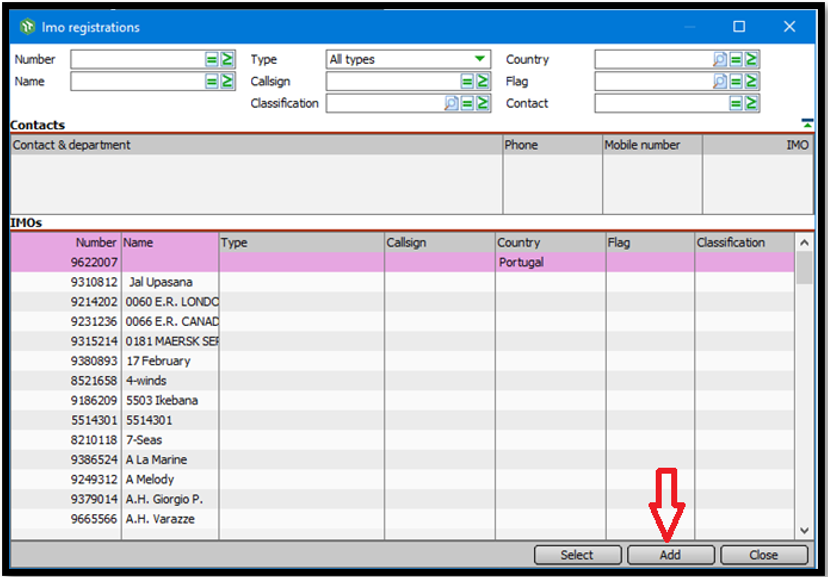 Imo registrations
Number Type All types Country
Name Callsign Flag
Classification Contact
Contacts
Contact & department Phone Mobile number IMO
IMOs
Number Name Type Callsign Country Flag Classification
9622007 Portugal
9310812 Jal Upasana
9214202 0060 E.R. LONDO
9231236 0066 E.R. CANAD
9315214 0181 MAERSK SEF
9380893 17 February
8521658 4-winds
9186209 5503 Ikebana
5514301 5514301
8210118 7-Seas
9386524 A La Marine
9249312 A Melody
9379014 A.H. Giorgio P.
9665566 A.H. Varazze
Select Add Close